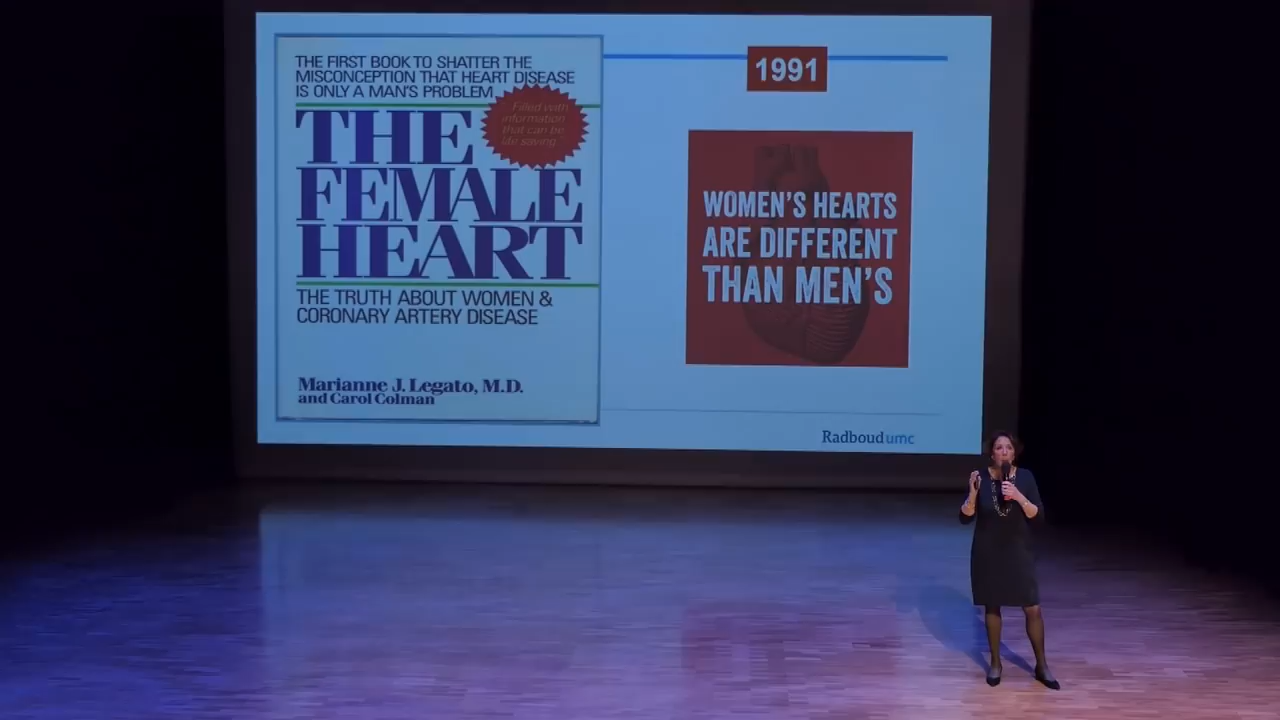 THE FIRST BOOK TO SHATTER THE
MISCONCEPTION THAT HEART DISEASE
IS ONLY A MAN'S PROBLEM
Filled with
information
that can be
life saving.
THE
FEMALE
HEART
THE TRUTH ABOUT WOMEN &
CORONARY ARTERY DISEASE
Marianne J. Legato, M.D.
and Carol Colman
1991
WOMEN'S HEARTS
ARE DIFFERENT
THAN MEN'S
Radboudumc